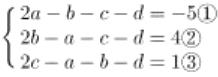 2a − b − c − d = −5①
2b − a − c − d = 4②
2c − a − b − d = 1③